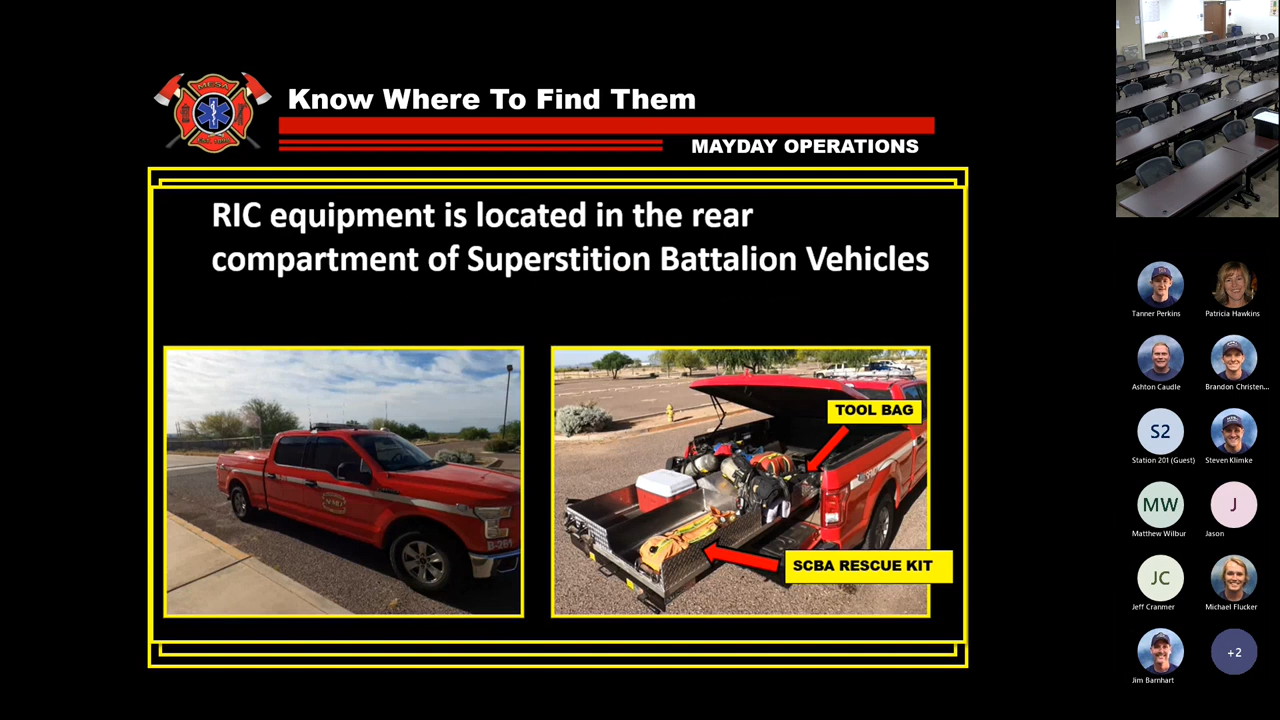 Know Where To Find Them
MAYDAY OPERATIONS
RIC equipment is located in the rear
compartment of Superstition Battalion Vehicles
TOOL BAG
SCBA RESCUE KIT
MESA
B-261
Tanner Perkins
Patricia Hawkins
Ashton Caudle
Brandon Christen...
S2
Station 201 (Guest)
Steven Klimke
MW
Matthew Wilbur
J
Jason
JC
Jeff Cranmer
Michael Flucker
Jim Barnhart
+2